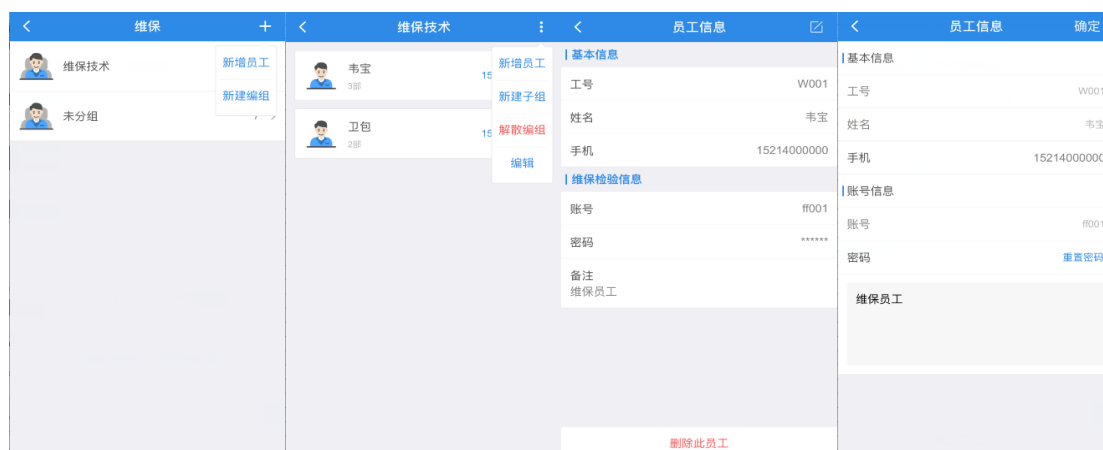 维保
维保技术
未分组
新增员工
新建编组
维保技术
韦宝
3部
15
卫包
2部
15
新增员工
新建子组
解散编组
编辑
员工信息
基本信息
工号 W001
姓名 韦宝
手机 15214000000
维保检验信息
账号 ff001
密码 ******
备注
维保员工
删除此员工
员工信息 确定
基本信息
工号 W001
姓名 韦宝
手机 15214000000
账号信息
账号 ff001
密码 重置密码
维保员工